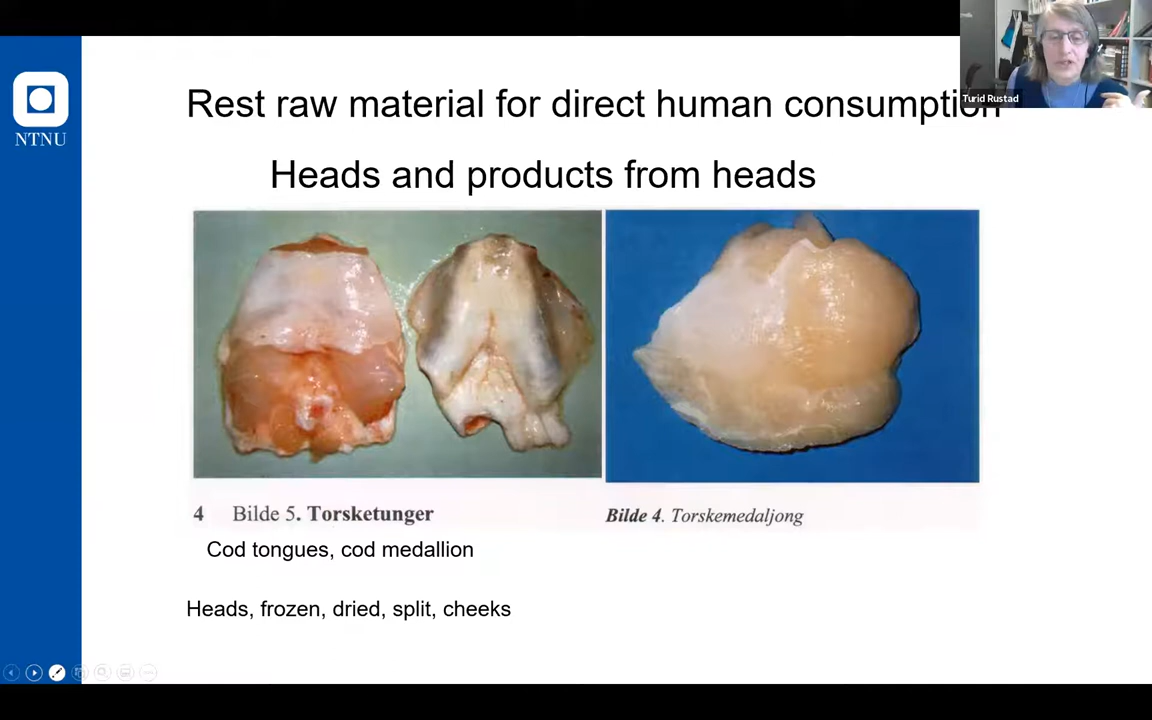 Rest raw material for direct human consumption
Turid Rustad
NTNU
Heads and products from heads
4 Bilde 5. Torsketunger
Bilde 4. Torskemedaljong
Cod tongues, cod medallion
Heads, frozen, dried, split, cheeks